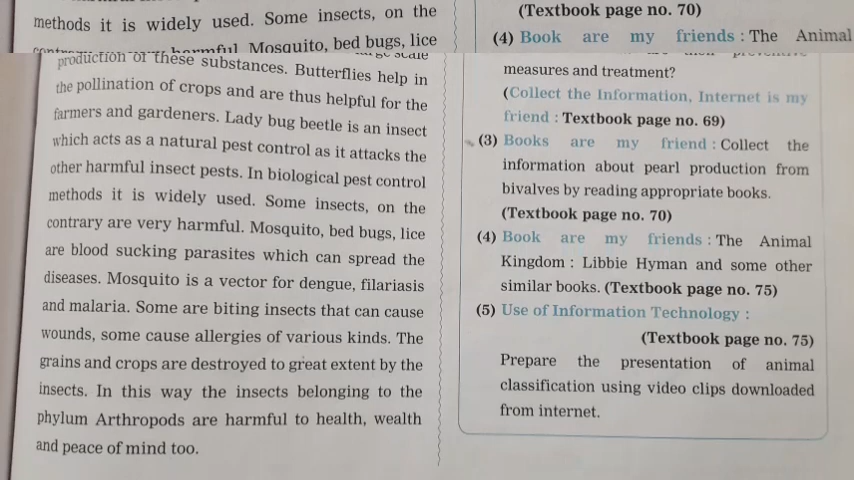 methods it is widely used. Some insects, on the
contrary are very harmful. Mosquito, bed bugs, lice
production of these substances. Butterflies help in
the pollination of crops and are thus helpful for the
farmers and gardeners. Lady bug beetle is an insect
which acts as a natural pest control as it attacks the
other harmful insect pests. In biological pest control
methods it is widely used. Some insects, on the
contrary are very harmful. Mosquito, bed bugs, lice
are blood sucking parasites which can spread the
diseases. Mosquito is a vector for dengue, filariasis
and malaria. Some are biting insects that can cause
wounds, some cause allergies of various kinds. The
grains and crops are destroyed to great extent by the
insects. In this way the insects belonging to the
phylum Arthropods are harmful to health, wealth
and peace of mind too.
(Textbook page no. 70)
(4) Book are my friends : The Animal
measures and treatment?
(Collect the Information, Internet is my
friend : Textbook page no. 69)
(3) Books are my friend : Collect the
information about pearl production from
bivalves by reading appropriate books.
(Textbook page no. 70)
(4) Book are my friends : The Animal
Kingdom : Libbie Hyman and some other
similar books. (Textbook page no. 75)
(5) Use of Information Technology :
(Textbook page no. 75)
Prepare the presentation of animal
classification using video clips downloaded
from internet.